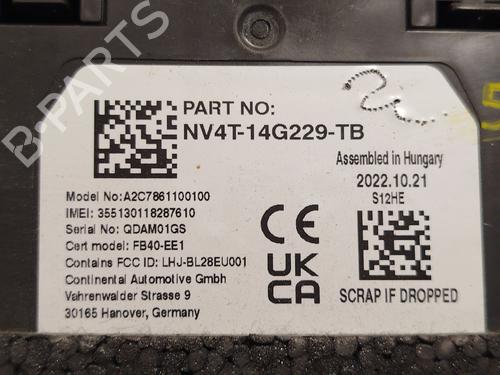 B-PARTS
PART NO:
NV4T-14G229-TB
Assembled in Hungary
2022.10.21
S12HE
Model No:A2C7861100100
IMEI: 355130118287610
Serial No: QDAM01GS
Cert model: FB40-EE1
Contains FCC ID: LHJ-BL28EU001
Continental Automotive GmbH
Vahrenwalder Strasse 9
30165 Hanover, Germany
CE
UK
CA
SCRAP IF DROPPED